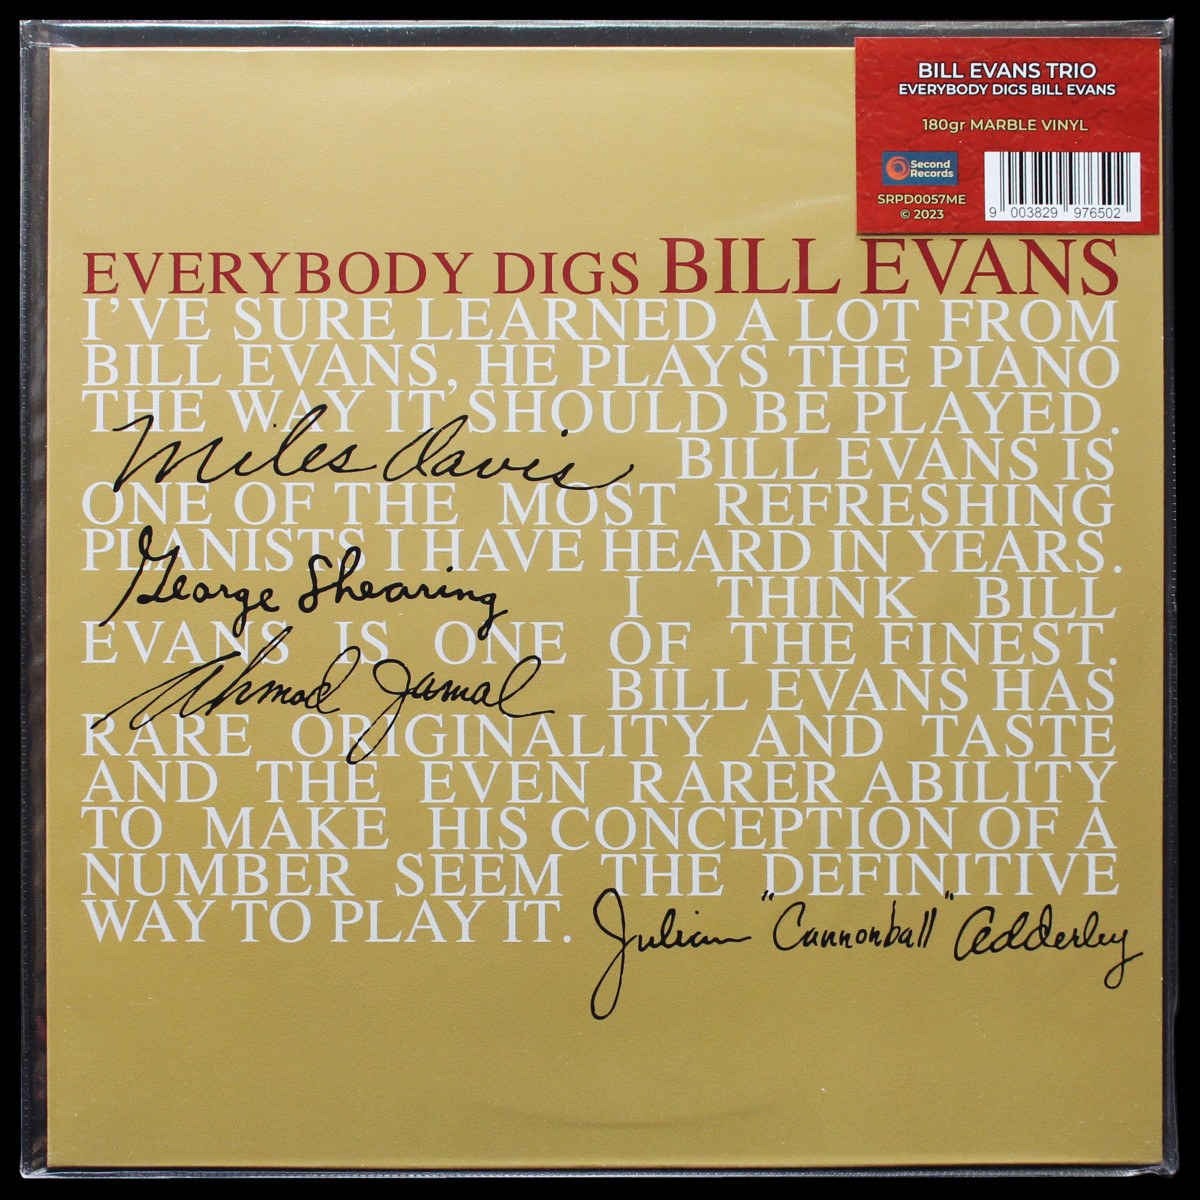 BILL EVANS TRIO
EVERYBODY DIGS BILL EVANS
180gr MARBLE VINYL
Second
Records
SRPD0057ME
© 2023
9 003829 976502
EVERYBODY DIGS BILL EVANS
I'VE SURE LEARNED A LOT FROM
BILL EVANS, HE PLAYS THE PIANO
THE WAY IT SHOULD BE PLAYED.
Miles Davis BILL EVANS IS
ONE OF THE MOST REFRESHING
PIANISTS I HAVE HEARD IN YEARS.
George Shearing I THINK BILL
EVANS IS ONE OF THE FINEST.
Ahmad Jamal BILL EVANS HAS
RARE ORIGINALITY AND TASTE
AND THE EVEN RARER ABILITY
TO MAKE HIS CONCEPTION OF A
NUMBER SEEM THE DEFINITIVE
WAY TO PLAY IT. Julian "Cannonball" Adderley